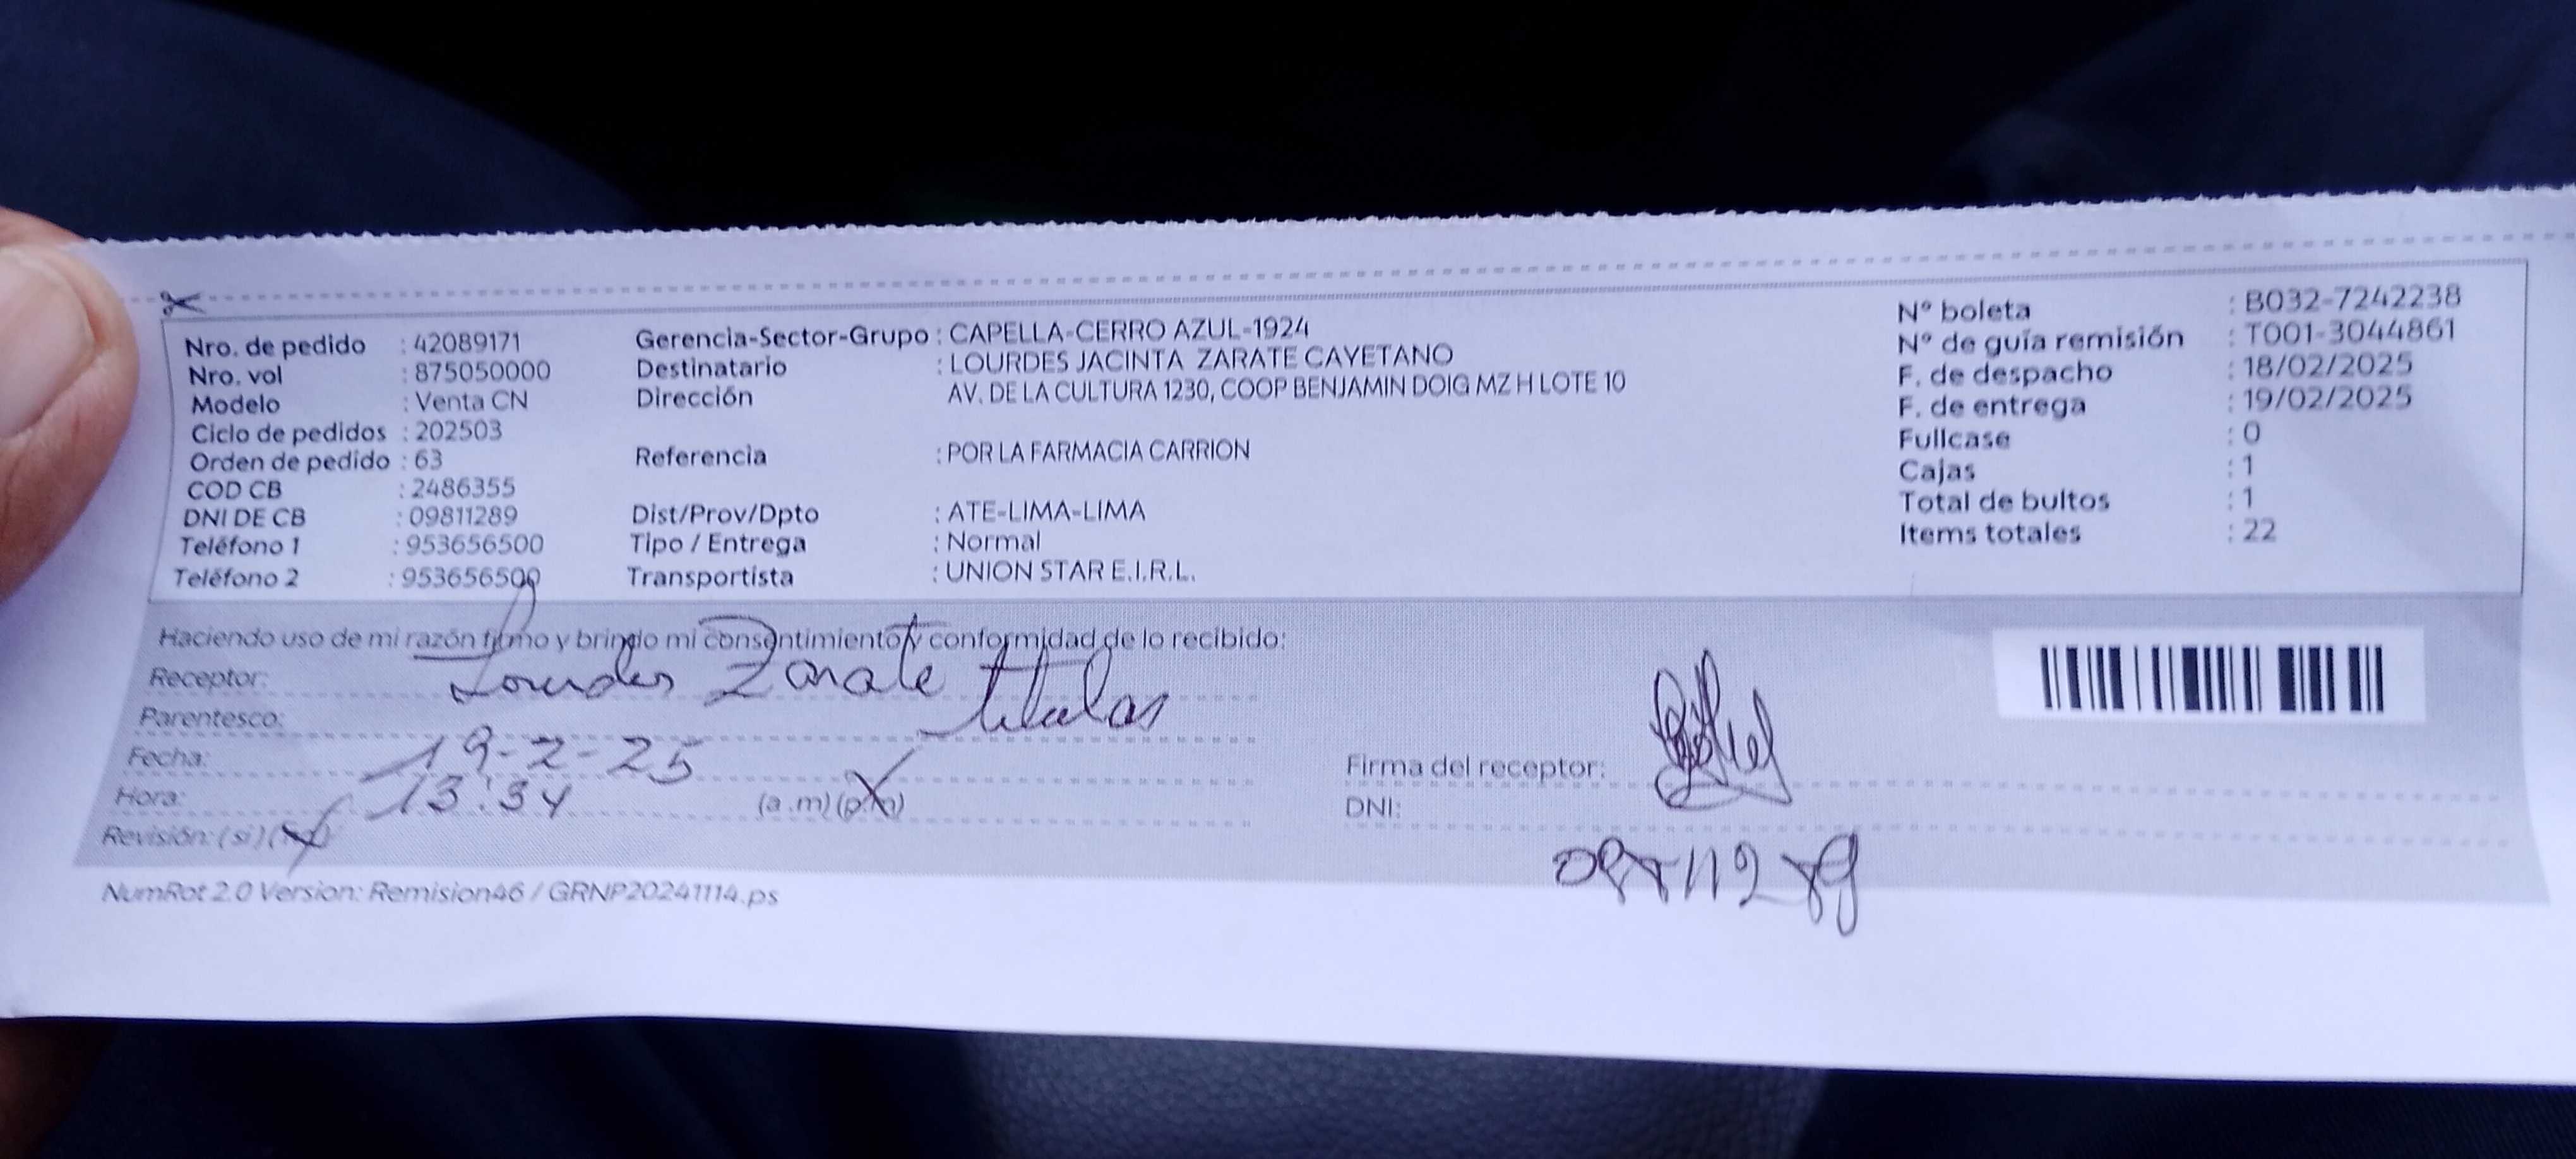 Nro. de pedido : 42089171
Nro. vol : 875050000
Modelo : Venta CN
Ciclo de pedidos : 202503
Orden de pedido : 63
COD CB : 2486355
DNI DE CB : 09811289
Teléfono 1 : 953656500
Teléfono 2 : 953656500
Gerencia-Sector-Grupo : CAPELLA-CERRO AZUL-1924
Destinatario : LOURDES JACINTA ZARATE CAYETANO
Dirección AV. DE LA CULTURA 1230, COOP BENJAMIN DOIG MZ H LOTE 10
Referencia : POR LA FARMACIA CARRION
Dist/Prov/Dpto : ATE-LIMA-LIMA
Tipo / Entrega : Normal
Transportista : UNION STAR E.I.R.L.
N° boleta : B032-7242238
N° de guía remisión : T001-3044861
F. de despacho : 18/02/2025
F. de entrega : 19/02/2025
Fullcase : 0
Cajas : 1
Total de bultos : 1
Items totales : 22
Haciendo uso de mi razón firmo y brindo mi consentimiento y conformidad de lo recibido:
Receptor: Lourdes Zarate
Parentesco: titular
Fecha: 19-2-25
Hora: 13:34 (a.m) (p.m)
Revisión: (si) (no)
Firma del receptor:
DNI: 09811289
NumRot 2.0 Version: Remision46 / GRNP20241114.ps